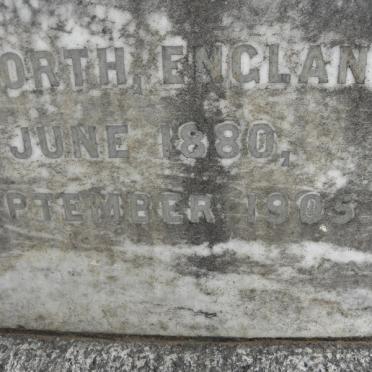 ORTH, ENGLAN
JUNE 1880,
PTEMBER 1905